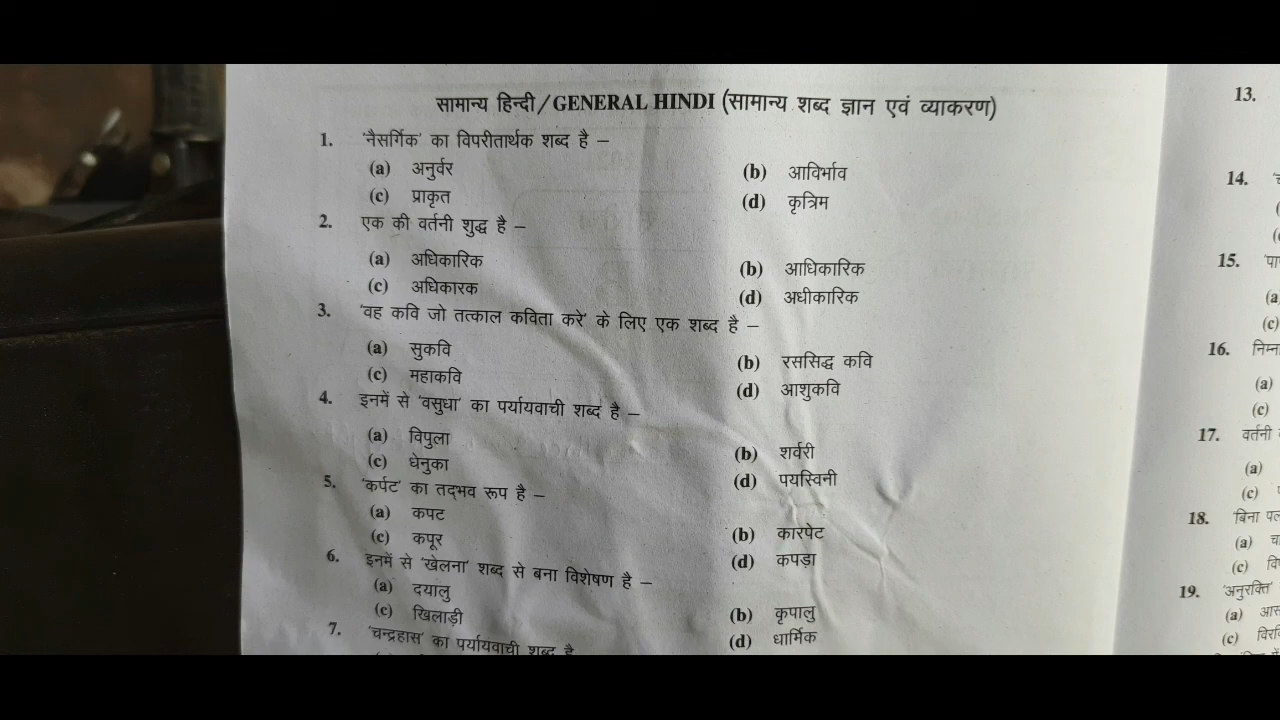 सामान्य हिन्दी/GENERAL HINDI (सामान्य शब्द ज्ञान एवं व्याकरण)
1. 'नैसर्गिक' का विपरीतार्थक शब्द है –
(a) अनुर्वर (b) आविर्भाव
(c) प्राकृत (d) कृत्रिम
2. एक की वर्तनी शुद्ध है –
(a) अधिकारिक (b) आधिकारिक
(c) अधिकारक (d) अधीकारिक
3. 'वह कवि जो तत्काल कविता करे' के लिए एक शब्द है –
(a) सुकवि (b) रससिद्ध कवि
(c) महाकवि (d) आशुकवि
4. इनमें से 'वसुधा' का पर्यायवाची शब्द है –
(a) विपुला (b) शर्वरी
(c) धेनुका (d) पयस्विनी
5. 'कर्पट' का तद्भव रूप है –
(a) कपट (b) कारपेट
(c) कपूर (d) कपड़ा
6. इनमें से 'खेलना' शब्द से बना विशेषण है –
(a) दयालु (b) कृपालु
(c) खिलाड़ी (d) धार्मिक
7. 'चन्द्रहास' का पर्यायवाची शब्द है
13.
14.
15.
(a
(c)
16.
(a)
(c)
17. वर्तनी
(a)
(c)
18. 'बिना
(a)
(c)
19. 'अनुरक्ति'
(a)
(c)